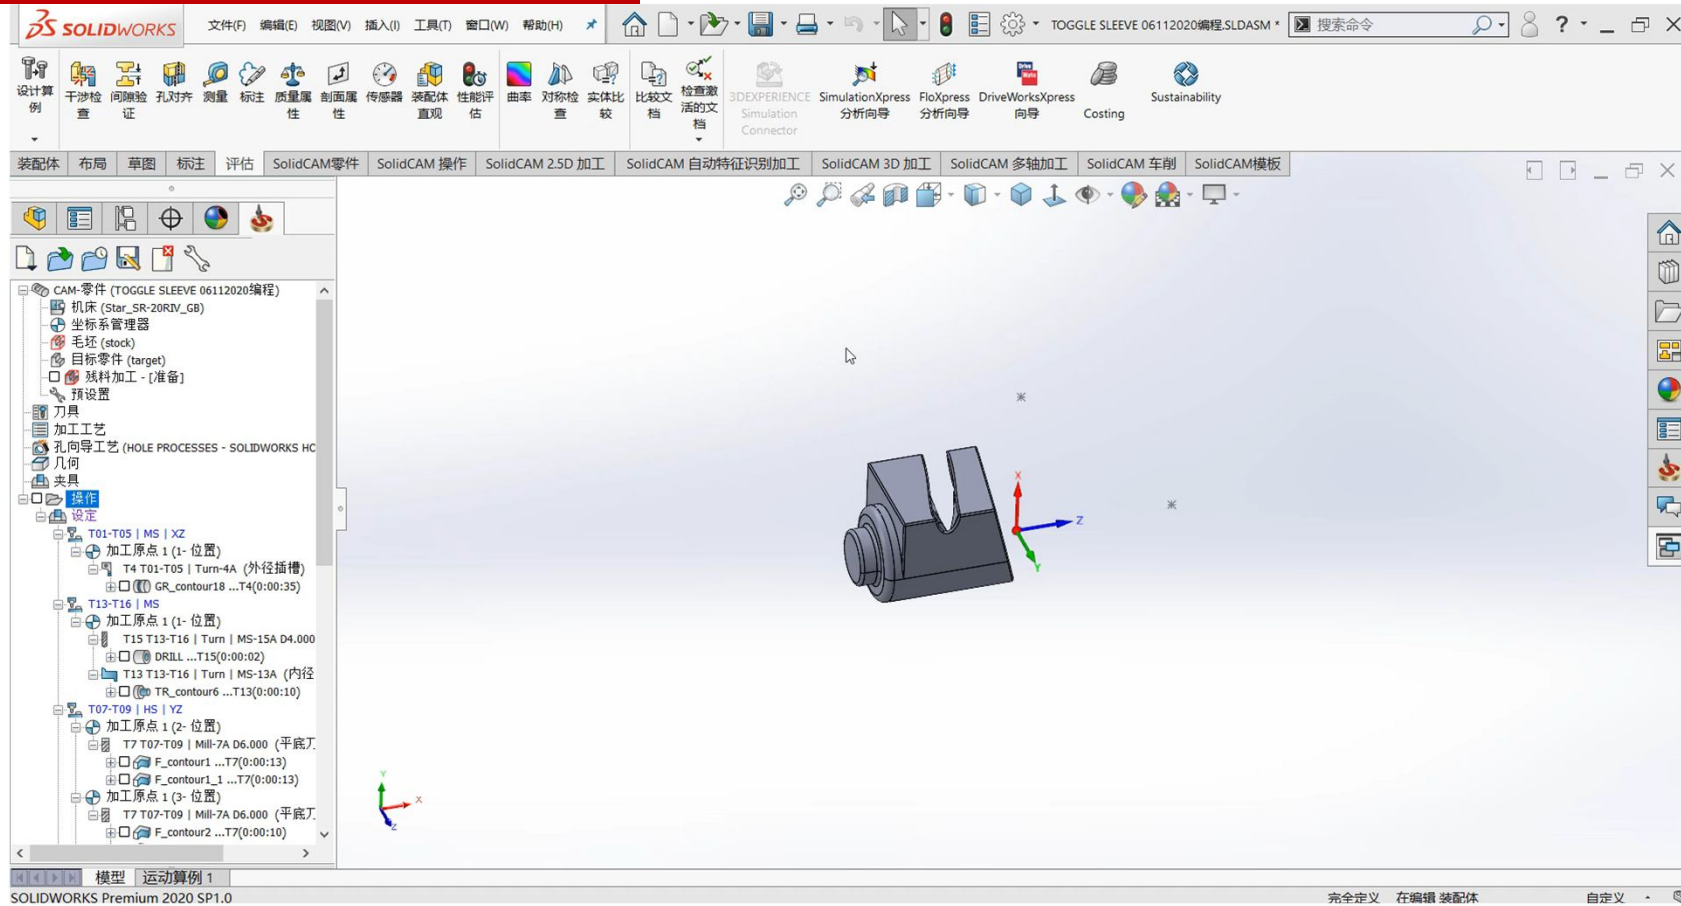 SOLIDWORKS 文件(F) 编辑(E) 视图(V) 插入(I) 工具(T) 窗口(W) 帮助(H) TOGGLE SLEEVE 06112020编程.SLDASM * 搜索命令 ?
设计算例 干涉检查 间隙验证 孔对齐 测量 标注 质量属性 剖面属性 传感器 装配体直观 性能评估 曲率 对称检查 实体比较 比较文档 检查激活的文档 3DEXPERIENCE Simulation Connector SimulationXpress 分析向导 FloXpress 分析向导 DriveWorksXpress 向导 Costing Sustainability
装配体 布局 草图 标注 评估 SolidCAM零件 SolidCAM 操作 SolidCAM 2.5D 加工 SolidCAM 自动特征识别加工 SolidCAM 3D 加工 SolidCAM 多轴加工 SolidCAM 车削 SolidCAM模板
CAM-零件 (TOGGLE SLEEVE 06112020编程)
机床 (Star_SR-20RIV_GB)
坐标系管理器
毛坯 (stock)
目标零件 (target)
残料加工 - [准备]
预设置
刀具
加工工艺
孔向导工艺 (HOLE PROCESSES - SOLIDWORKS HC
几何
夹具
操作
设定
T01-T05 | MS | XZ
加工原点 1 (1- 位置)
T4 T01-T05 | Turn-4A (外径插槽)
GR_contour18 ...T4(0:00:35)
T13-T16 | MS
加工原点 1 (1- 位置)
T15 T13-T16 | Turn | MS-15A D4.000
DRILL ...T15(0:00:02)
T13 T13-T16 | Turn | MS-13A (内径
TR_contour6 ...T13(0:00:10)
T07-T09 | HS | YZ
加工原点 1 (2- 位置)
T7 T07-T09 | Mill-7A D6.000 (平底刀
F_contour1 ...T7(0:00:13)
F_contour1_1 ...T7(0:00:13)
加工原点 1 (3- 位置)
T7 T07-T09 | Mill-7A D6.000 (平底刀
F_contour2 ...T7(0:00:10)
X
Z
Y
Y
X
Z
模型 运动算例 1
SOLIDWORKS Premium 2020 SP1.0 完全定义 在编辑 装配体 自定义